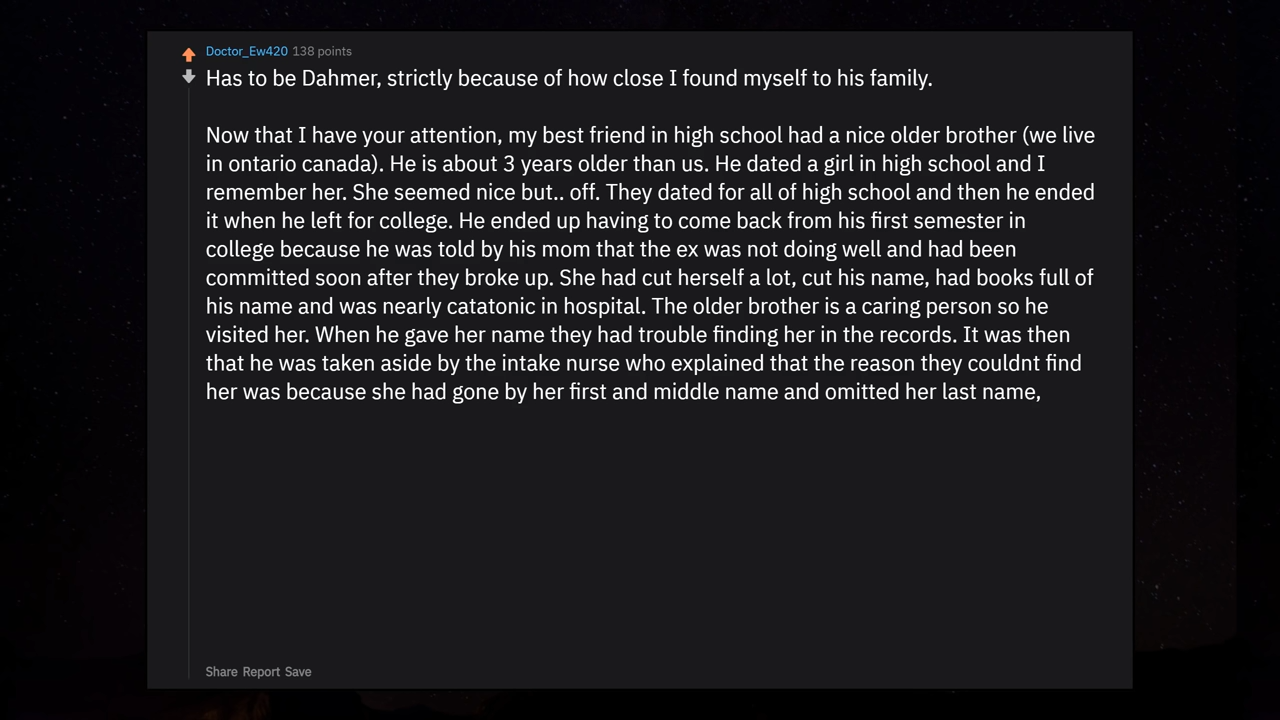 Doctor_Ew420 138 points
Has to be Dahmer, strictly because of how close I found myself to his family.
Now that I have your attention, my best friend in high school had a nice older brother (we live
in ontario canada). He is about 3 years older than us. He dated a girl in high school and I
remember her. She seemed nice but.. off. They dated for all of high school and then he ended
it when he left for college. He ended up having to come back from his first semester in
college because he was told by his mom that the ex was not doing well and had been
committed soon after they broke up. She had cut herself a lot, cut his name, had books full of
his name and was nearly catatonic in hospital. The older brother is a caring person so he
visited her. When he gave her name they had trouble finding her in the records. It was then
that he was taken aside by the intake nurse who explained that the reason they couldnt find
her was because she had gone by her first and middle name and omitted her last name,
Share Report Save